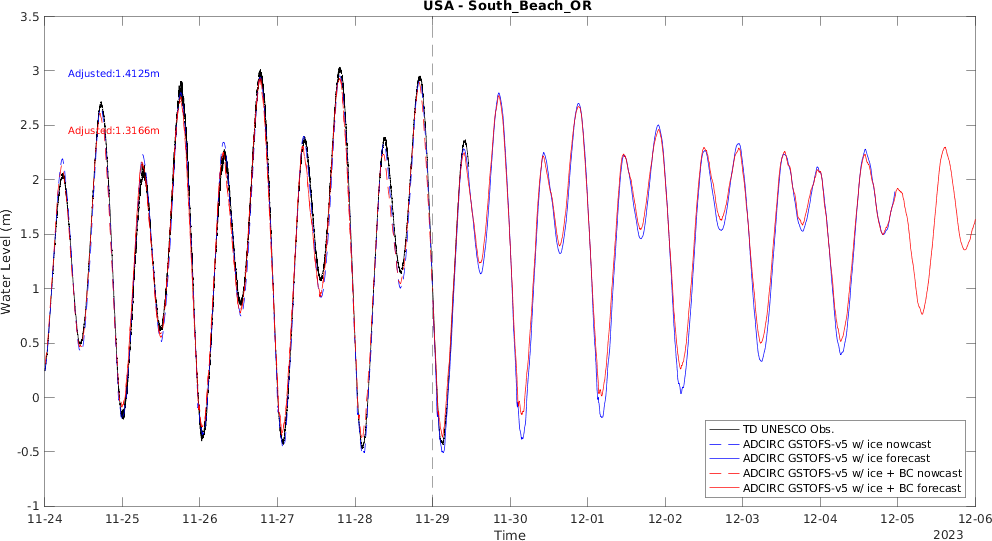 USA - South_Beach_OR
3.5
3
2.5
2
1.5
1
0.5
0
-0.5
-1
Water Level (m)
Adjusted:1.4125m
Adjusted:1.3166m
TD UNESCO Obs.
ADCIRC GSTOFS-v5 w/ ice nowcast
ADCIRC GSTOFS-v5 w/ ice forecast
ADCIRC GSTOFS-v5 w/ ice + BC nowcast
ADCIRC GSTOFS-v5 w/ ice + BC forecast
11-24 11-25 11-26 11-27 11-28 11-29 11-30 12-01 12-02 12-03 12-04 12-05 12-06
Time
2023